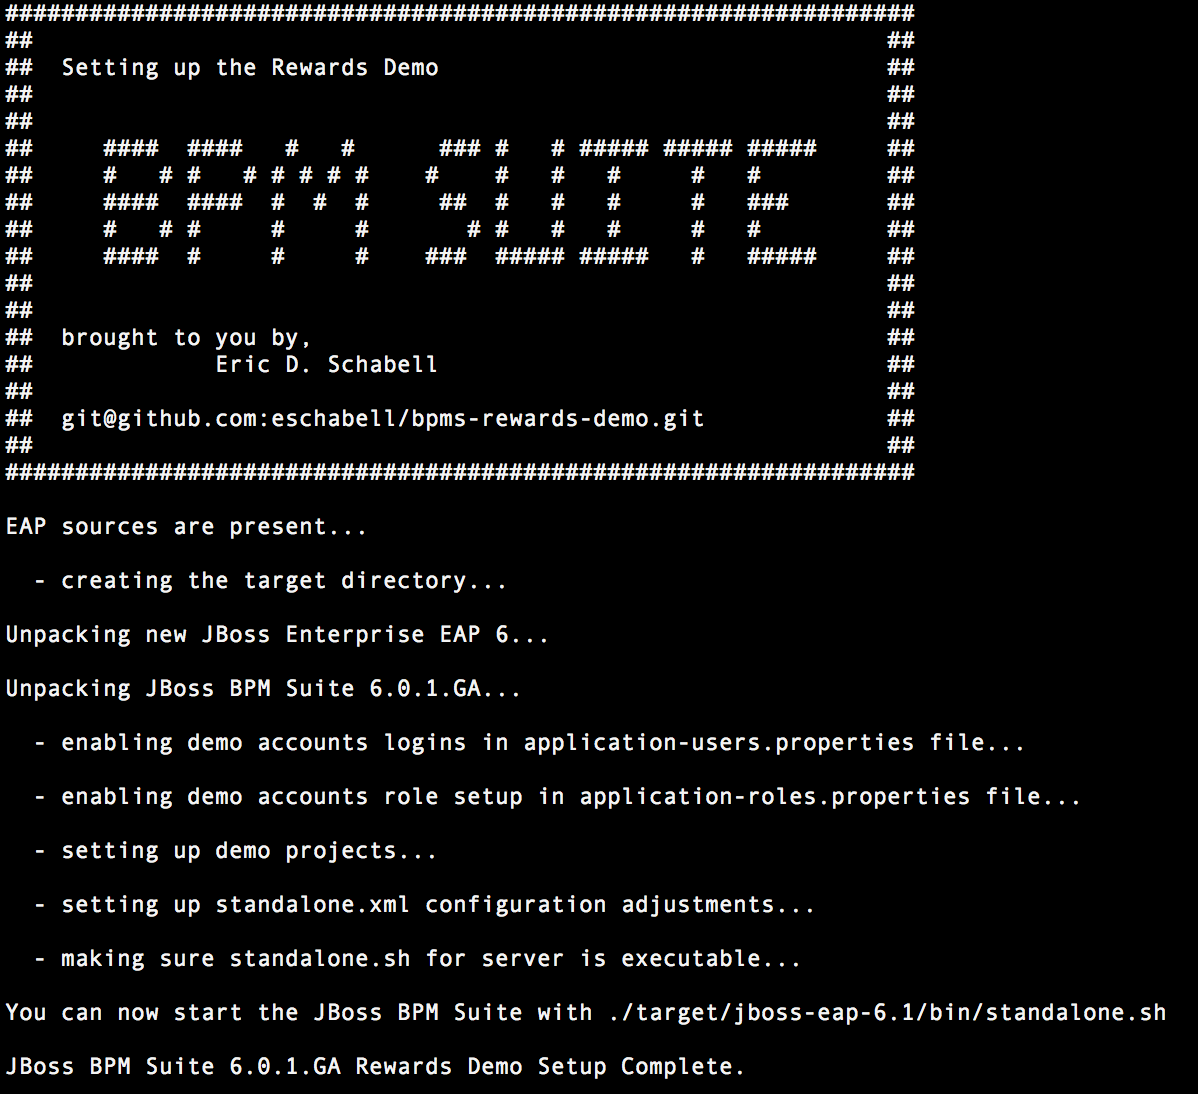 #################################################################
##                                                             ##
##  Setting up the Rewards Demo                                ##
##                                                             ##
##                                                             ##
##     ####  ####   #   #      ### #   # ##### ##### #####     ##
##     #   # #   # # # # #    #    #   #   #     #   #         ##
##     ####  ####  #  #  #     ##  #   #   #     #   ###       ##
##     #   # #     #     #       # #   #   #     #   #         ##
##     ####  #     #     #    ###  ##### #####   #   #####     ##
##                                                             ##
##                                                             ##
##  brought to you by,                                         ##
##             Eric D. Schabell                                ##
##                                                             ##
##  git@github.com:eschabell/bpms-rewards-demo.git             ##
##                                                             ##
#################################################################
EAP sources are present...
  - creating the target directory...
Unpacking new JBoss Enterprise EAP 6...
Unpacking JBoss BPM Suite 6.0.1.GA...
  - enabling demo accounts logins in application-users.properties file...
  - enabling demo accounts role setup in application-roles.properties file...
  - setting up demo projects...
  - setting up standalone.xml configuration adjustments...
  - making sure standalone.sh for server is executable...
You can now start the JBoss BPM Suite with ./target/jboss-eap-6.1/bin/standalone.sh
JBoss BPM Suite 6.0.1.GA Rewards Demo Setup Complete.